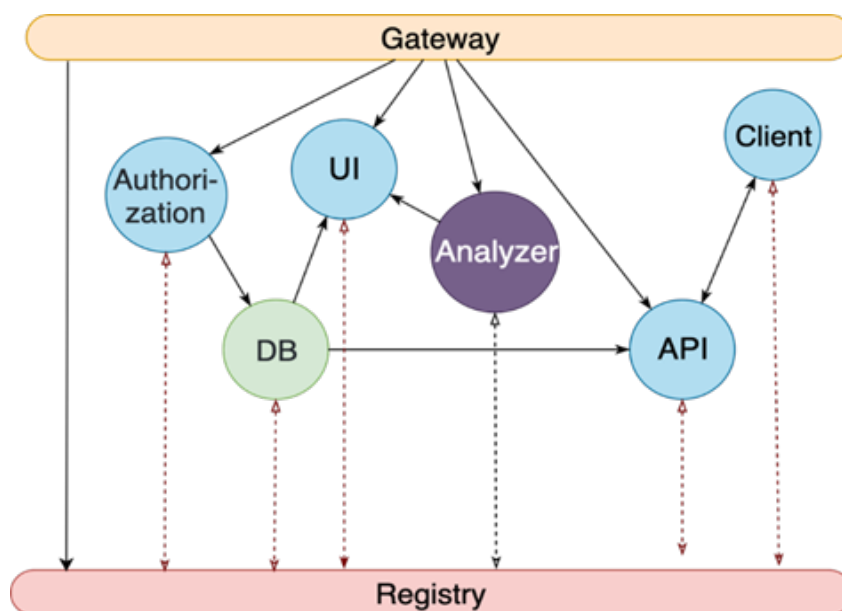 Gateway
Client
UI
Authori-
zation
Analyzer
DB
API
Registry